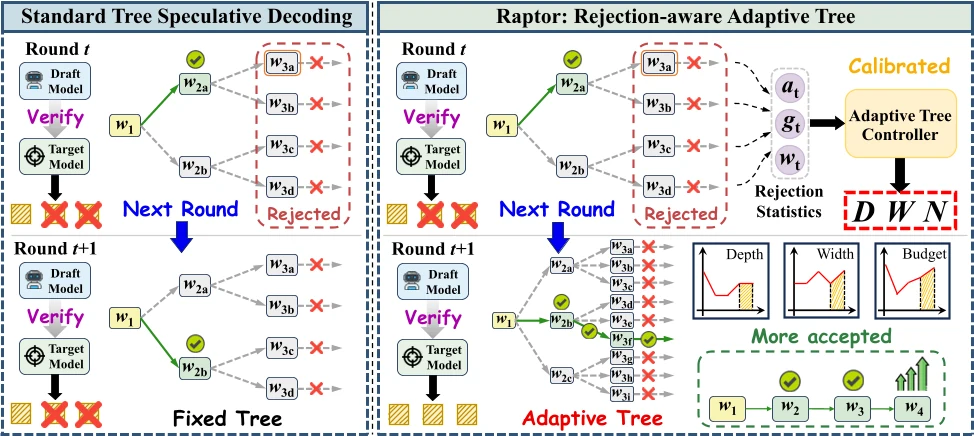 Standard Tree Speculative Decoding
Round t
Draft
Model
Verify
Target
Model
w1
w2a
w2b
w3a
w3b
w3c
w3d
Rejected
Next Round
Round t+1
Draft
Model
Verify
Target
Model
w1
w2a
w2b
w3a
w3b
w3c
w3d
Fixed Tree
Raptor: Rejection-aware Adaptive Tree
Round t
Draft
Model
Verify
Target
Model
w1
w2a
w2b
w3a
w3b
w3c
w3d
Rejected
Next Round
at
gt
wt
Rejection
Statistics
Calibrated
Adaptive Tree
Controller
D W N
Round t+1
Draft
Model
Verify
Target
Model
w1
w2a
w2b
w2c
w3a
w3b
w3c
w3d
w3e
w3f
w3g
w3h
w3i
Adaptive Tree
Depth
Width
Budget
More accepted
w1
w2
w3
w4